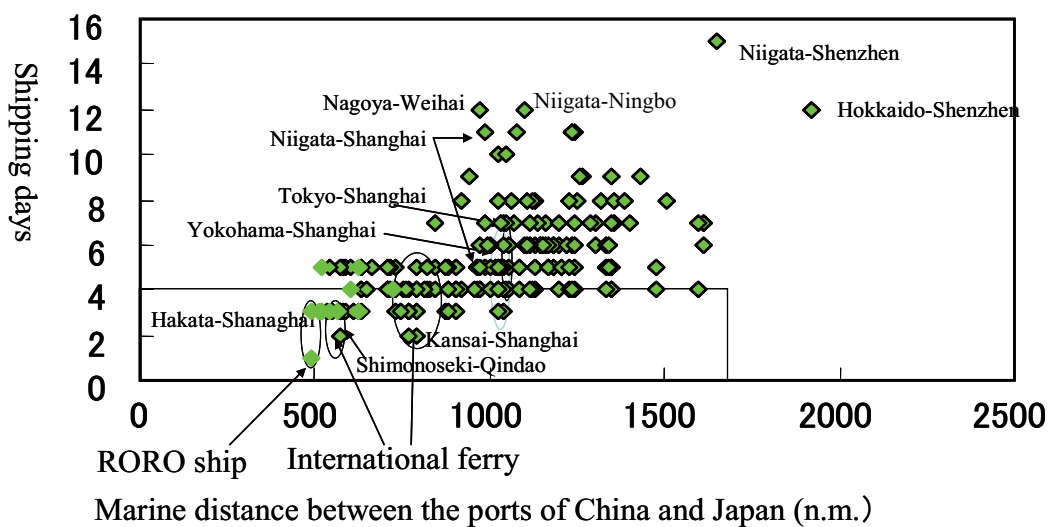 16
14
12
10
8
6
4
2
0
Shipping days
Niigata-Shenzhen
Nagoya-Weihai
Niigata-Ningbo
Hokkaido-Shenzhen
Niigata-Shanghai
Tokyo-Shanghai
Yokohama-Shanghai
Hakata-Shanaghai
Kansai-Shanghai
Shimonoseki-Qindao
0 500 1000 1500 2000 2500
RORO ship International ferry
Marine distance between the ports of China and Japan (n.m.)